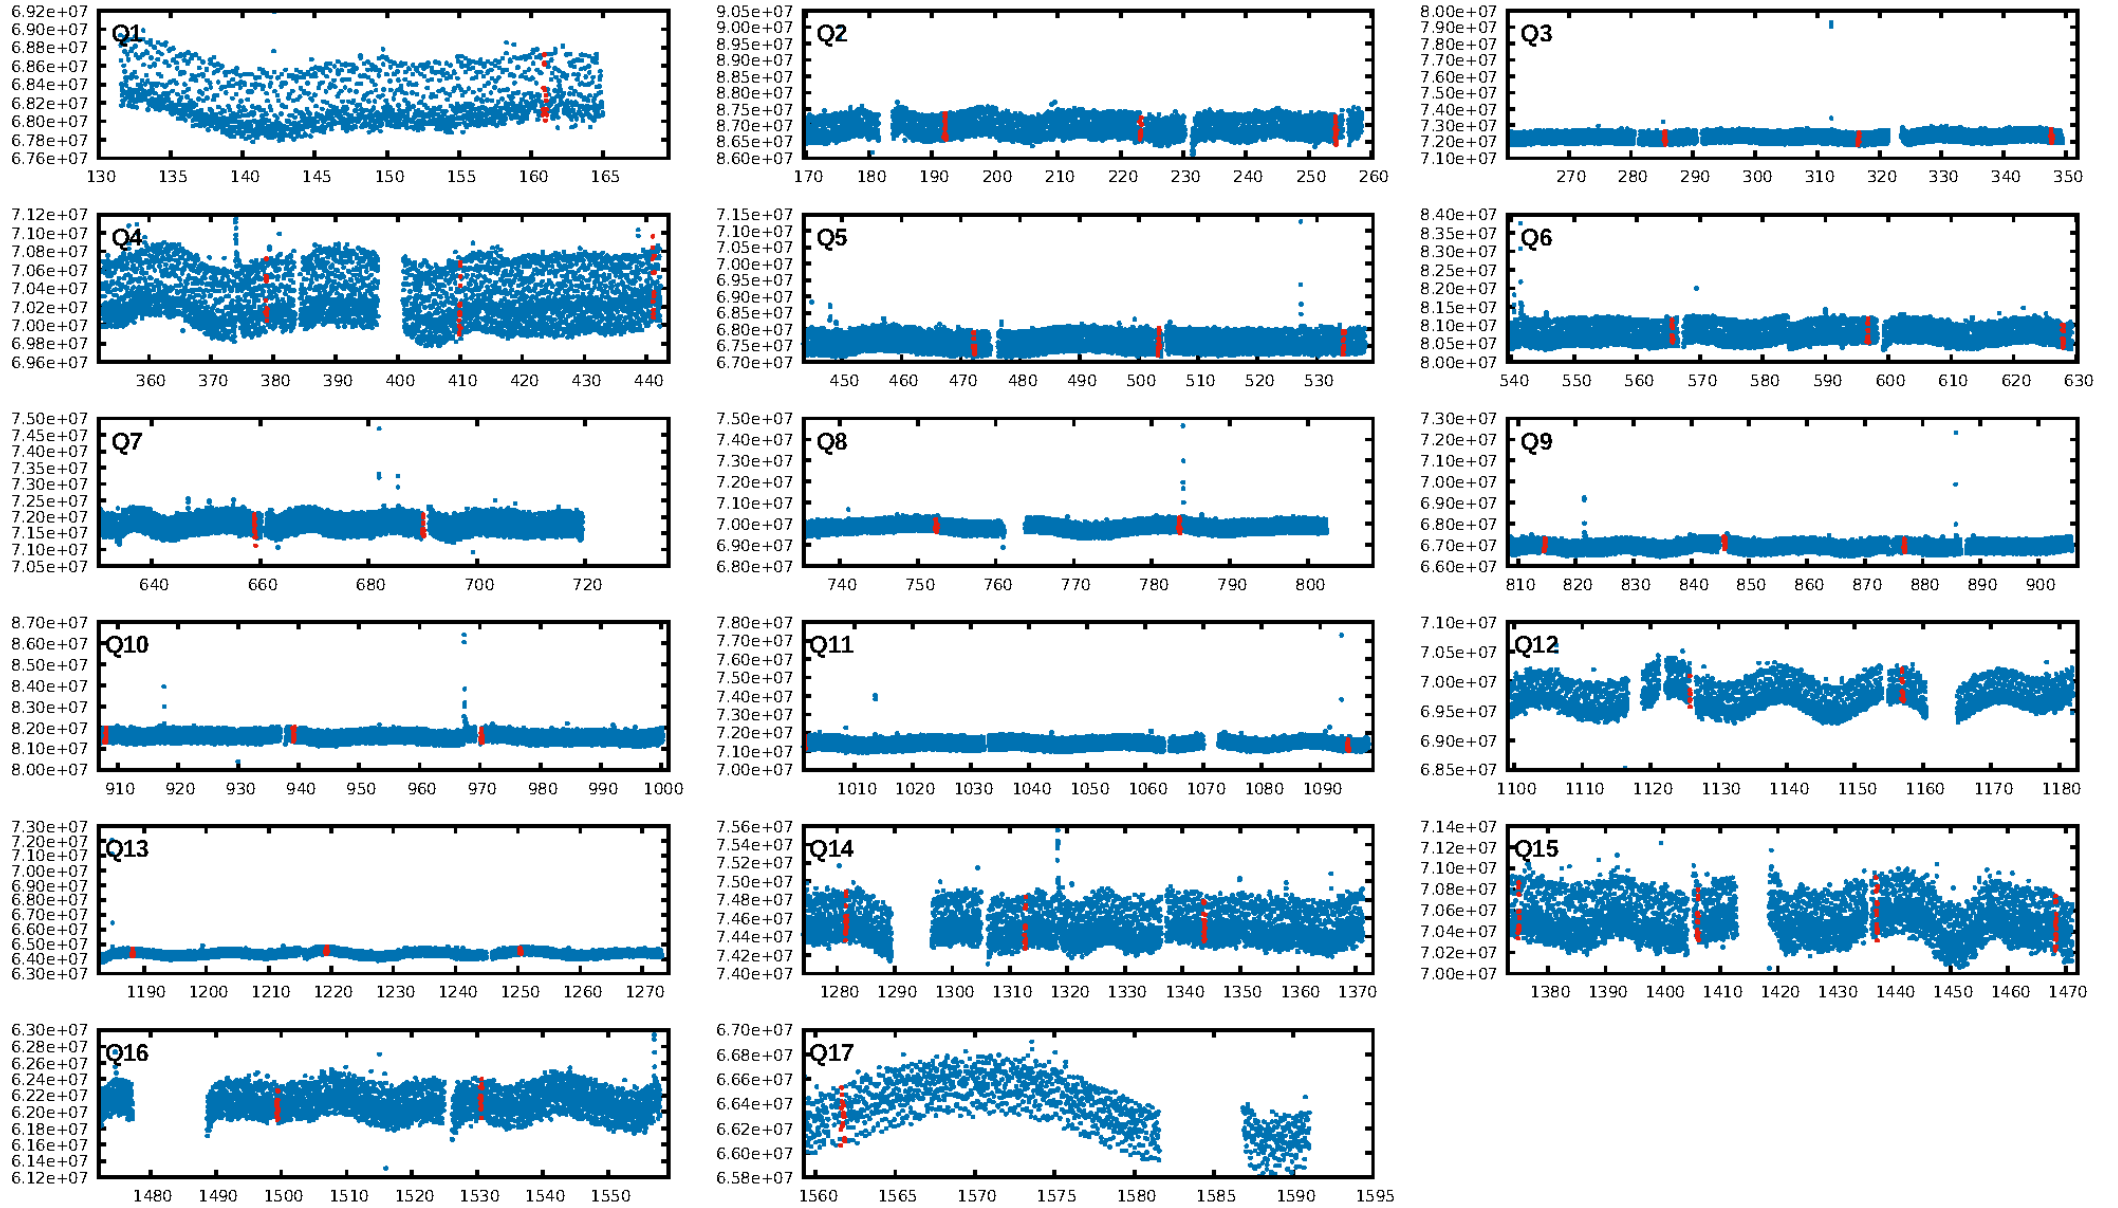 Q1
6.92e+07
6.90e+07
6.88e+07
6.86e+07
6.84e+07
6.82e+07
6.80e+07
6.78e+07
6.76e+07
130 135 140 145 150 155 160 165
Q2
9.05e+07
9.00e+07
8.95e+07
8.90e+07
8.85e+07
8.80e+07
8.75e+07
8.70e+07
8.65e+07
8.60e+07
170 180 190 200 210 220 230 240 250 260
Q3
8.00e+07
7.90e+07
7.80e+07
7.70e+07
7.60e+07
7.50e+07
7.40e+07
7.30e+07
7.20e+07
7.10e+07
270 280 290 300 310 320 330 340 350
Q4
7.12e+07
7.10e+07
7.08e+07
7.06e+07
7.04e+07
7.02e+07
7.00e+07
6.98e+07
6.96e+07
360 370 380 390 400 410 420 430 440
Q5
7.15e+07
7.10e+07
7.05e+07
7.00e+07
6.95e+07
6.90e+07
6.85e+07
6.80e+07
6.75e+07
6.70e+07
450 460 470 480 490 500 510 520 530
Q6
8.40e+07
8.35e+07
8.30e+07
8.25e+07
8.20e+07
8.15e+07
8.10e+07
8.05e+07
8.00e+07
540 550 560 570 580 590 600 610 620 630
Q7
7.50e+07
7.45e+07
7.40e+07
7.35e+07
7.30e+07
7.25e+07
7.20e+07
7.15e+07
7.10e+07
7.05e+07
640 660 680 700 720
Q8
7.50e+07
7.40e+07
7.30e+07
7.20e+07
7.10e+07
7.00e+07
6.90e+07
6.80e+07
740 750 760 770 780 790 800
Q9
7.30e+07
7.20e+07
7.10e+07
7.00e+07
6.90e+07
6.80e+07
6.70e+07
6.60e+07
810 820 830 840 850 860 870 880 890 900
Q10
8.70e+07
8.60e+07
8.50e+07
8.40e+07
8.30e+07
8.20e+07
8.10e+07
8.00e+07
910 920 930 940 950 960 970 980 990 1000
Q11
7.80e+07
7.70e+07
7.60e+07
7.50e+07
7.40e+07
7.30e+07
7.20e+07
7.10e+07
7.00e+07
1010 1020 1030 1040 1050 1060 1070 1080 1090
Q12
7.10e+07
7.05e+07
7.00e+07
6.95e+07
6.90e+07
6.85e+07
1100 1110 1120 1130 1140 1150 1160 1170 1180
Q13
7.30e+07
7.20e+07
7.10e+07
7.00e+07
6.90e+07
6.80e+07
6.70e+07
6.60e+07
6.50e+07
6.40e+07
6.30e+07
1190 1200 1210 1220 1230 1240 1250 1260 1270
Q14
7.56e+07
7.54e+07
7.52e+07
7.50e+07
7.48e+07
7.46e+07
7.44e+07
7.42e+07
7.40e+07
1280 1290 1300 1310 1320 1330 1340 1350 1360 1370
Q15
7.14e+07
7.12e+07
7.10e+07
7.08e+07
7.06e+07
7.04e+07
7.02e+07
7.00e+07
1380 1390 1400 1410 1420 1430 1440 1450 1460 1470
Q16
6.30e+07
6.28e+07
6.26e+07
6.24e+07
6.22e+07
6.20e+07
6.18e+07
6.16e+07
6.14e+07
6.12e+07
1480 1490 1500 1510 1520 1530 1540 1550
Q17
6.70e+07
6.68e+07
6.66e+07
6.64e+07
6.62e+07
6.60e+07
6.58e+07
1560 1565 1570 1575 1580 1585 1590 1595